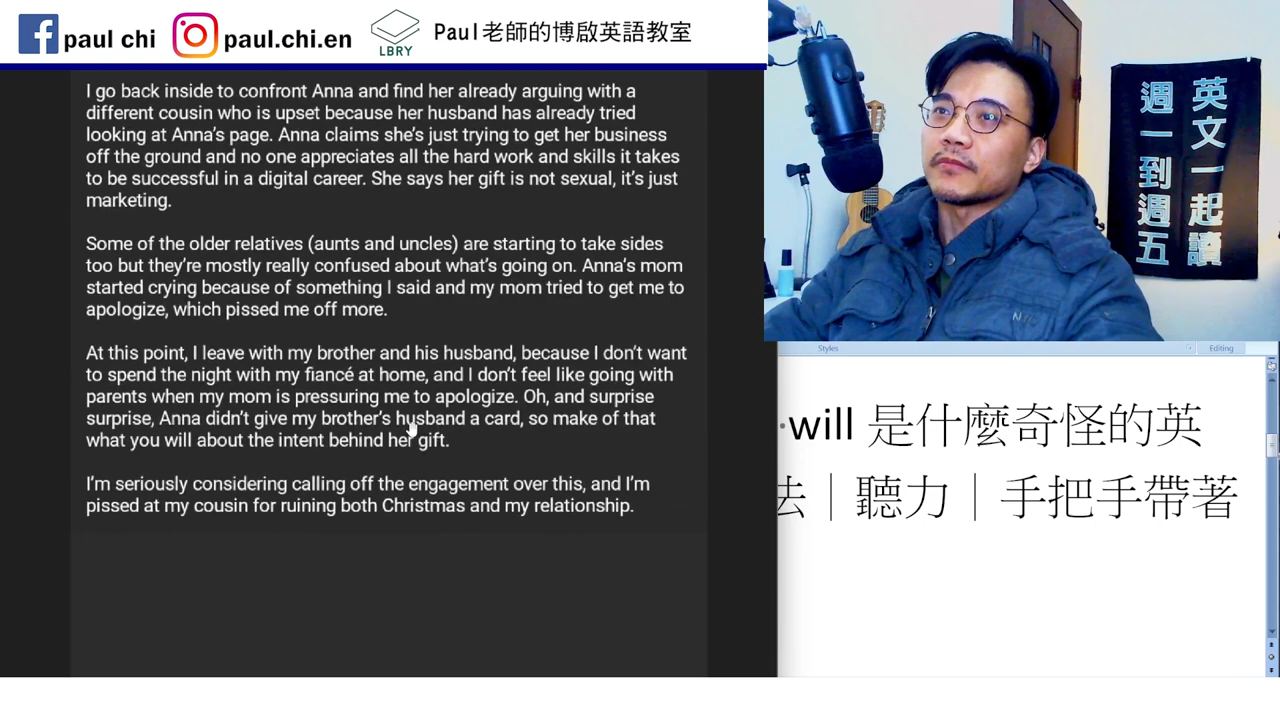 paul chi
paul.chi.en
LBRY
Paul老師的博啟英語教室
I go back inside to confront Anna and find her already arguing with a
different cousin who is upset because her husband has already tried
looking at Anna's page. Anna claims she's just trying to get her business
off the ground and no one appreciates all the hard work and skills it takes
to be successful in a digital career. She says her gift is not sexual, it's just
marketing.
Some of the older relatives (aunts and uncles) are starting to take sides
too but they're mostly really confused about what's going on. Anna's mom
started crying because of something I said and my mom tried to get me to
apologize, which pissed me off more.
At this point, I leave with my brother and his husband, because I don't want
to spend the night with my fiancé at home, and I don't feel like going with
parents when my mom is pressuring me to apologize. Oh, and surprise
surprise, Anna didn't give my brother's husband a card, so make of that
what you will about the intent behind her gift.
I'm seriously considering calling off the engagement over this, and I'm
pissed at my cousin for ruining both Christmas and my relationship.
英文一起讀
週一到週五
Styles
Editing
will 是什麼奇怪的英
法｜聽力｜手把手帶著